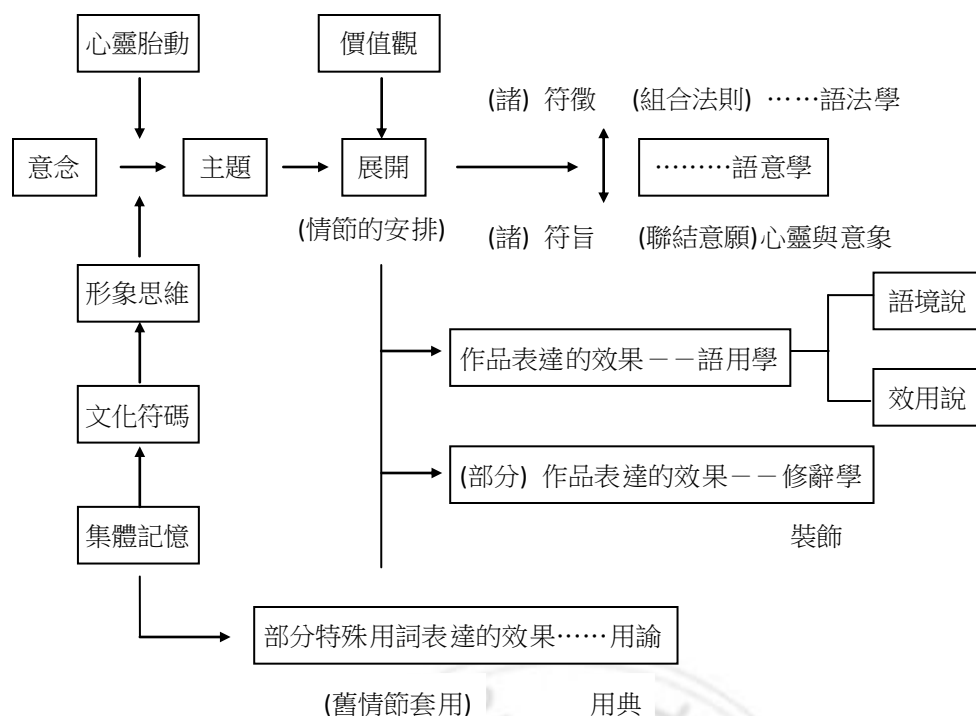 心靈胎動 價值觀
(諸) 符徵 (組合法則) ……語法學
意念 主題 展開 ………語意學
(情節的安排) (諸) 符旨 (聯結意願)心靈與意象
形象思維 語境說
作品表達的效果－－語用學
文化符碼 效用說
(部分) 作品表達的效果－－修辭學
集體記憶 裝飾
部分特殊用詞表達的效果……用諭
(舊情節套用) 用典